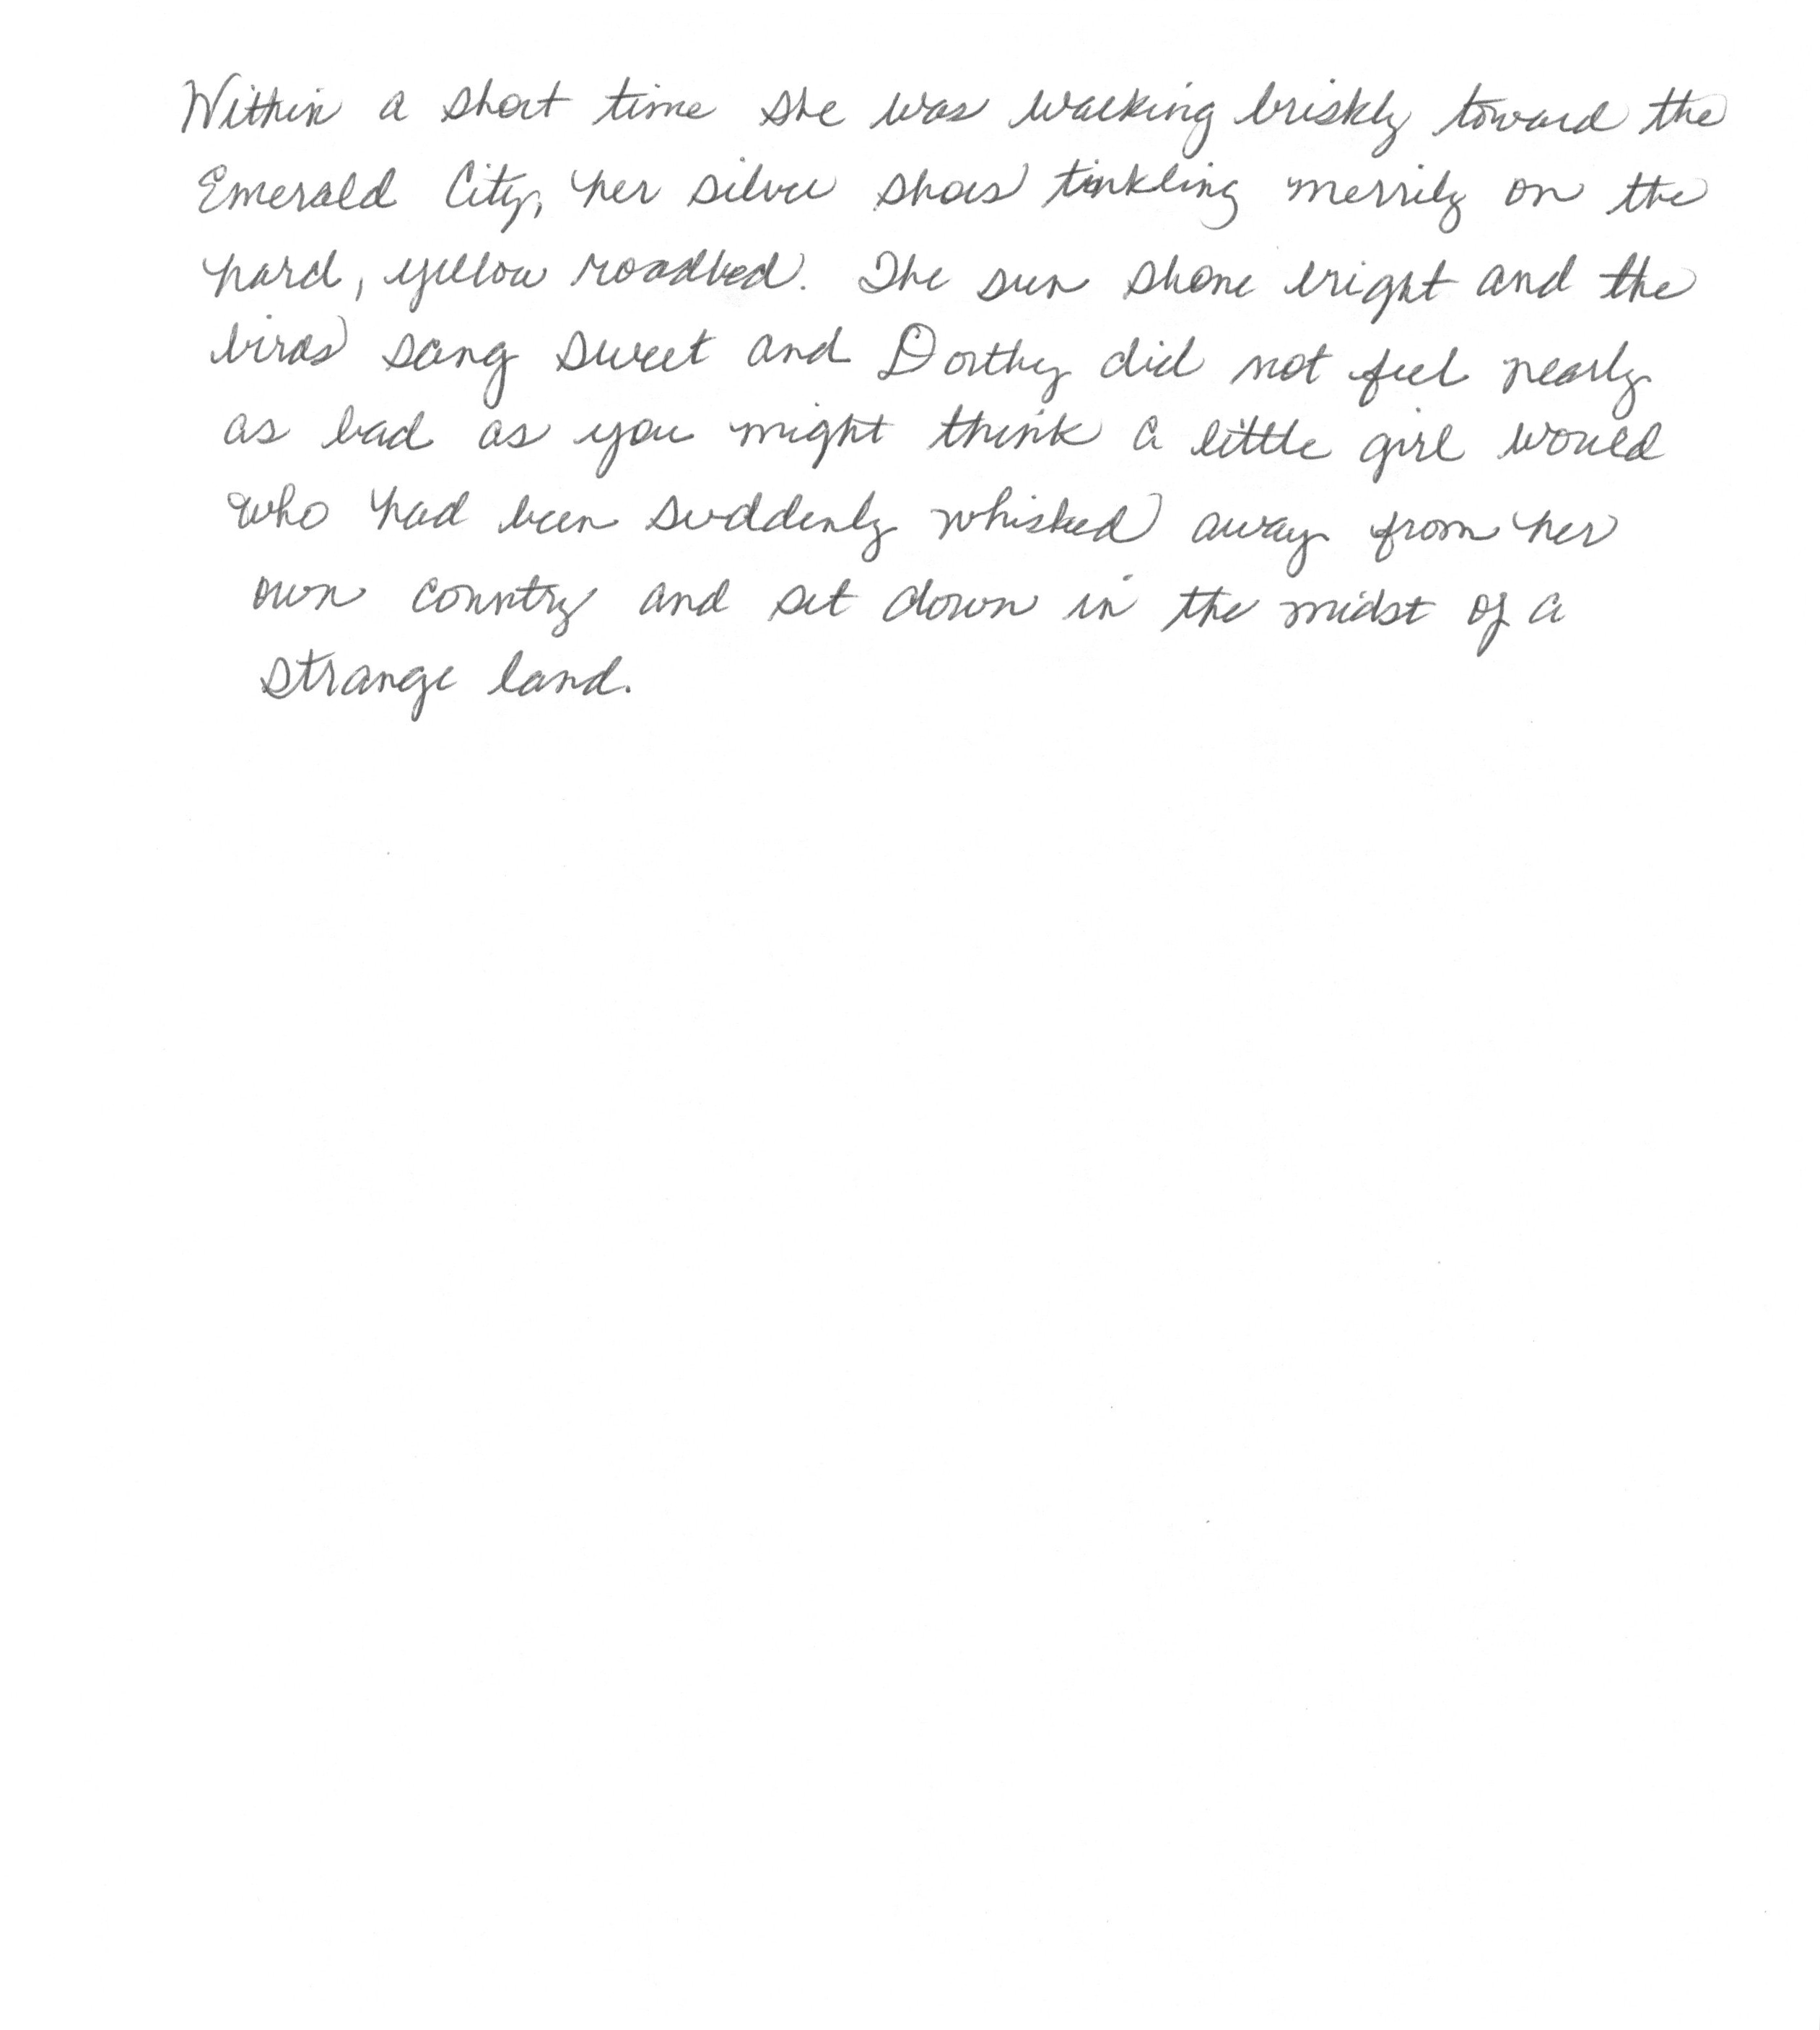 Within a short time she was walking briskly toward the
Emerald City, her silver shoes tinkling merrily on the
hard, yellow roadbed. The sun shone bright and the
birds sang sweet and Dorthy did not feel nearly
as bad as you might think a little girl would
who had been suddenly whisked away from her
own country and set down in the midst of a
strange land.